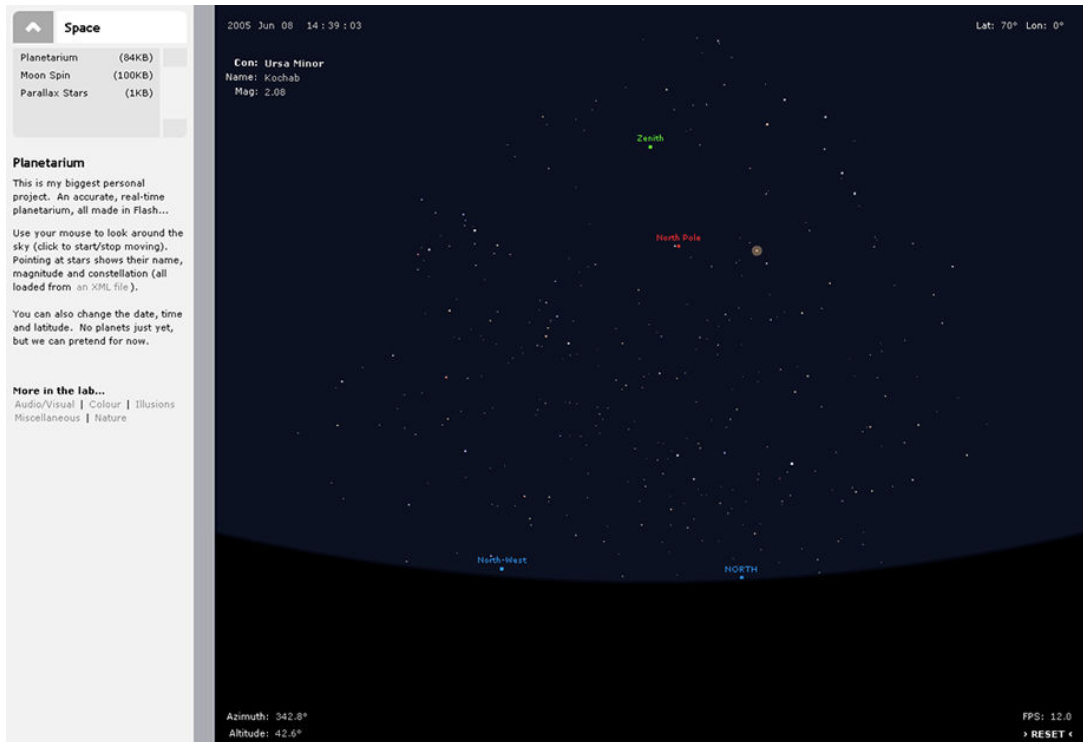 Space
Planetarium (84KB)
Moon Spin (100KB)
Parallax Stars (1KB)
Planetarium
This is my biggest personal
project. An accurate, real-time
planetarium, all made in Flash...
Use your mouse to look around the
sky (click to start/stop moving).
Pointing at stars shows their name,
magnitude and constellation (all
loaded from an XML file).
You can also change the date, time
and latitude. No planets just yet,
but we can pretend for now.
More in the lab...
Audio/Visual | Colour | Illusions
Miscellaneous | Nature
2005 Jun 08 14:39:03
Lat: 70° Lon: 0°
Con: Ursa Minor
Name: Kochab
Mag: 2.08
Zenith
North Pole
North-West
NORTH
Azimuth: 342.8°
Altitude: 42.6°
FPS: 12.0
› RESET ‹